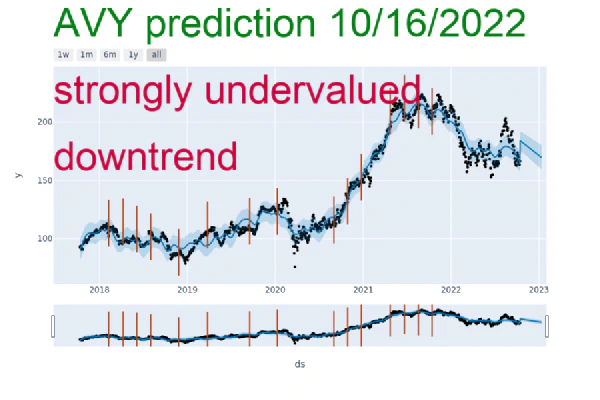 AVY prediction 10/16/2022
1w 1m 6m 1y all
strongly undervalued
downtrend
200
150
100
y
2018 2019 2020 2021 2022 2023
ds